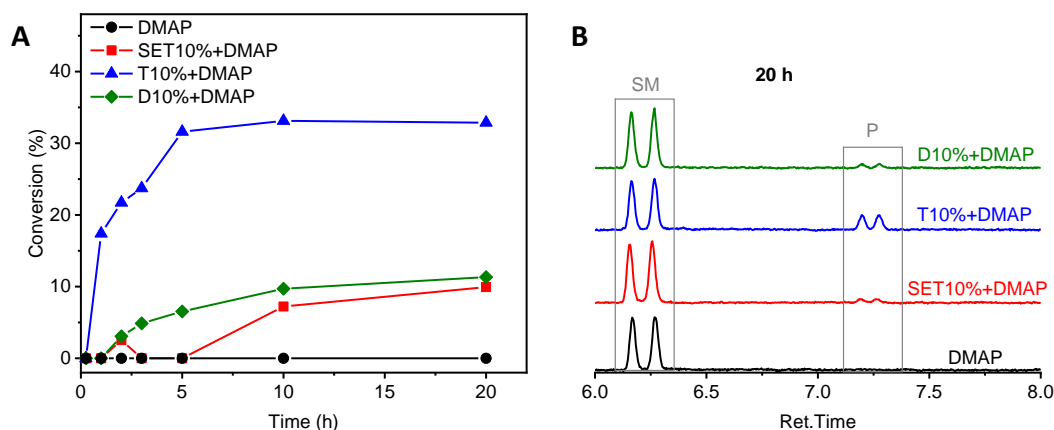 A
DMAP
SET10%+DMAP
T10%+DMAP
D10%+DMAP
Conversion (%)
40
30
20
10
0
0
5
10
15
20
Time (h)
B
20 h
SM
P
D10%+DMAP
T10%+DMAP
SET10%+DMAP
DMAP
6.0
6.5
7.0
7.5
8.0
Ret.Time